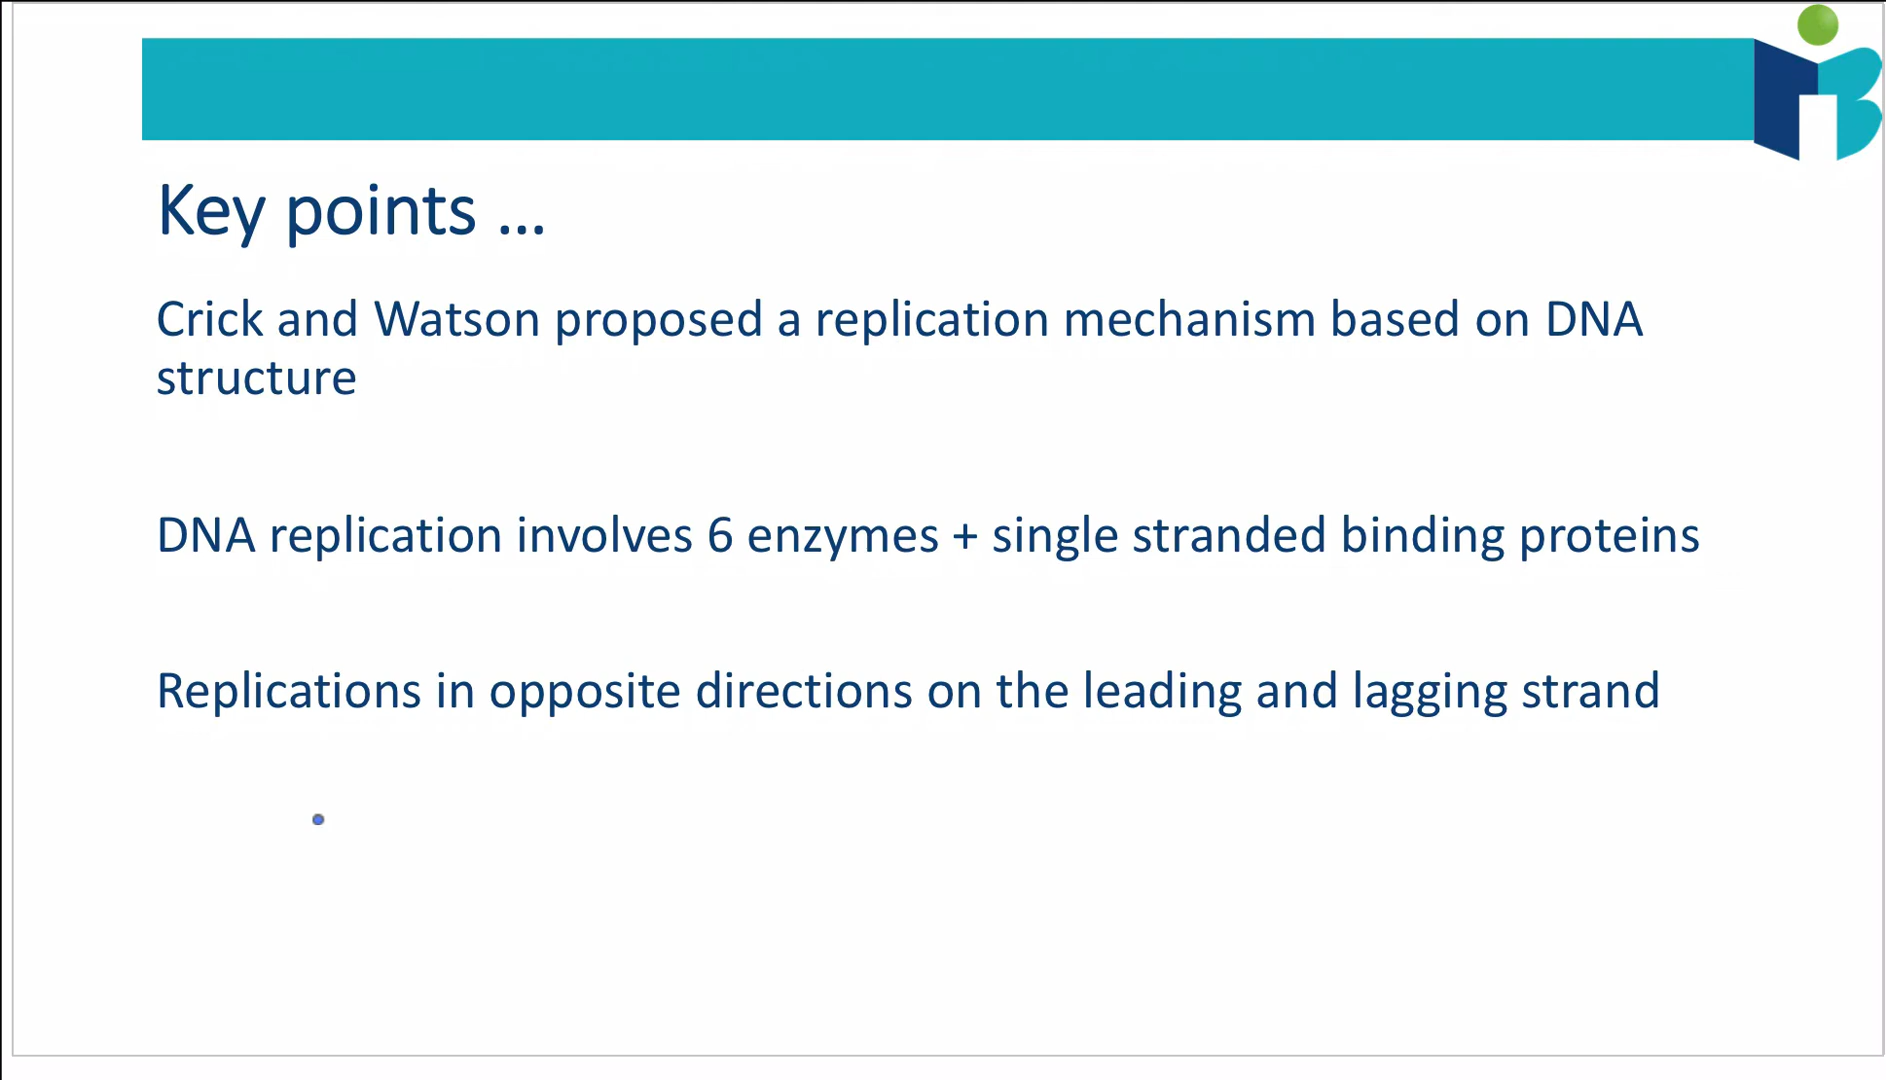 Key points ...
Crick and Watson proposed a replication mechanism based on DNA
structure
DNA replication involves 6 enzymes + single stranded binding proteins
Replications in opposite directions on the leading and lagging strand